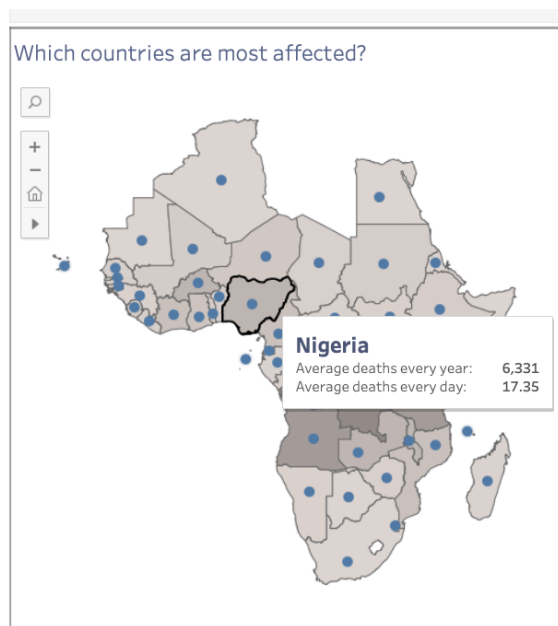 Which countries are most affected?
Nigeria
Average deaths every year: 6,331
Average deaths every day: 17.35